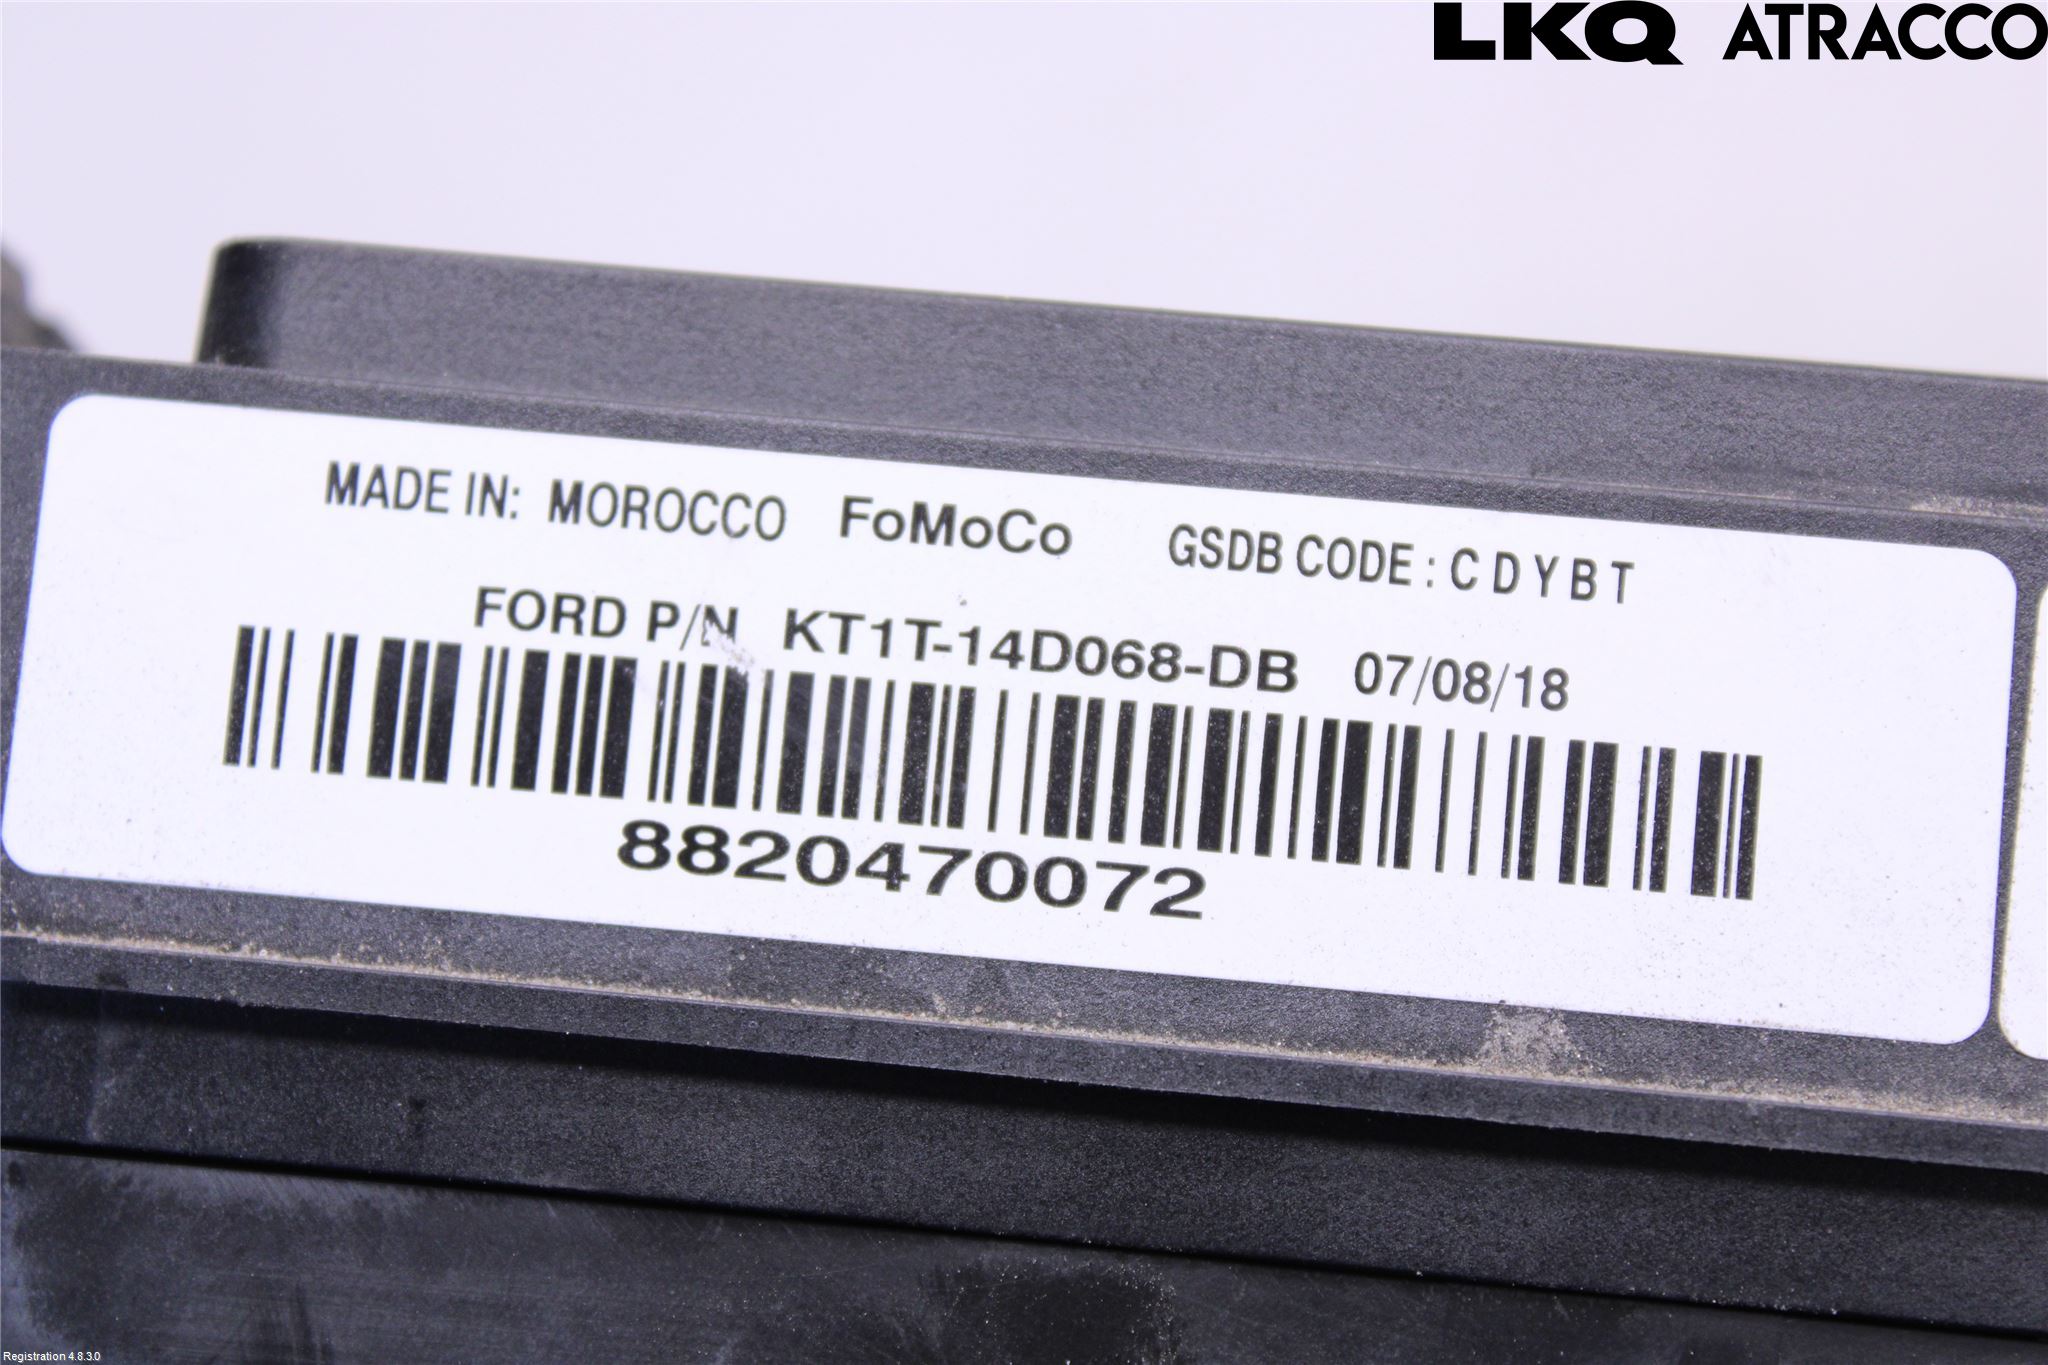 LKQ ATRACCO
MADE IN: MOROCCO FoMoCo GSDB CODE : C D Y B T
FORD P/N KT1T-14D068-DB 07/08/18
8820470072
Registration 4.8.3.0